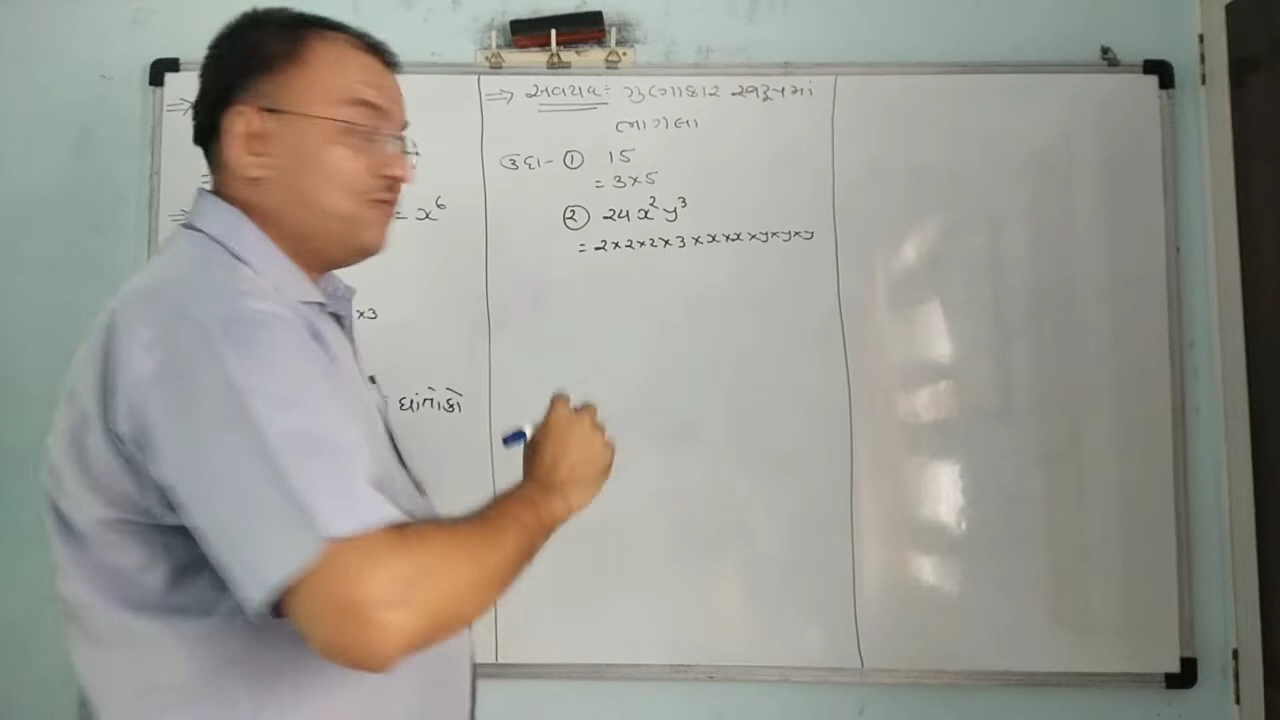 ⇒
⇒ = x⁶
×3
ઘાતાંકો
⇒ અવયવ : ગુણાકાર સ્વરૂપમાં
ભાગલા
ઉદા- ① 15
= 3×5
② 24x²y³
= 2×2×2×3×x×x×y×y×y